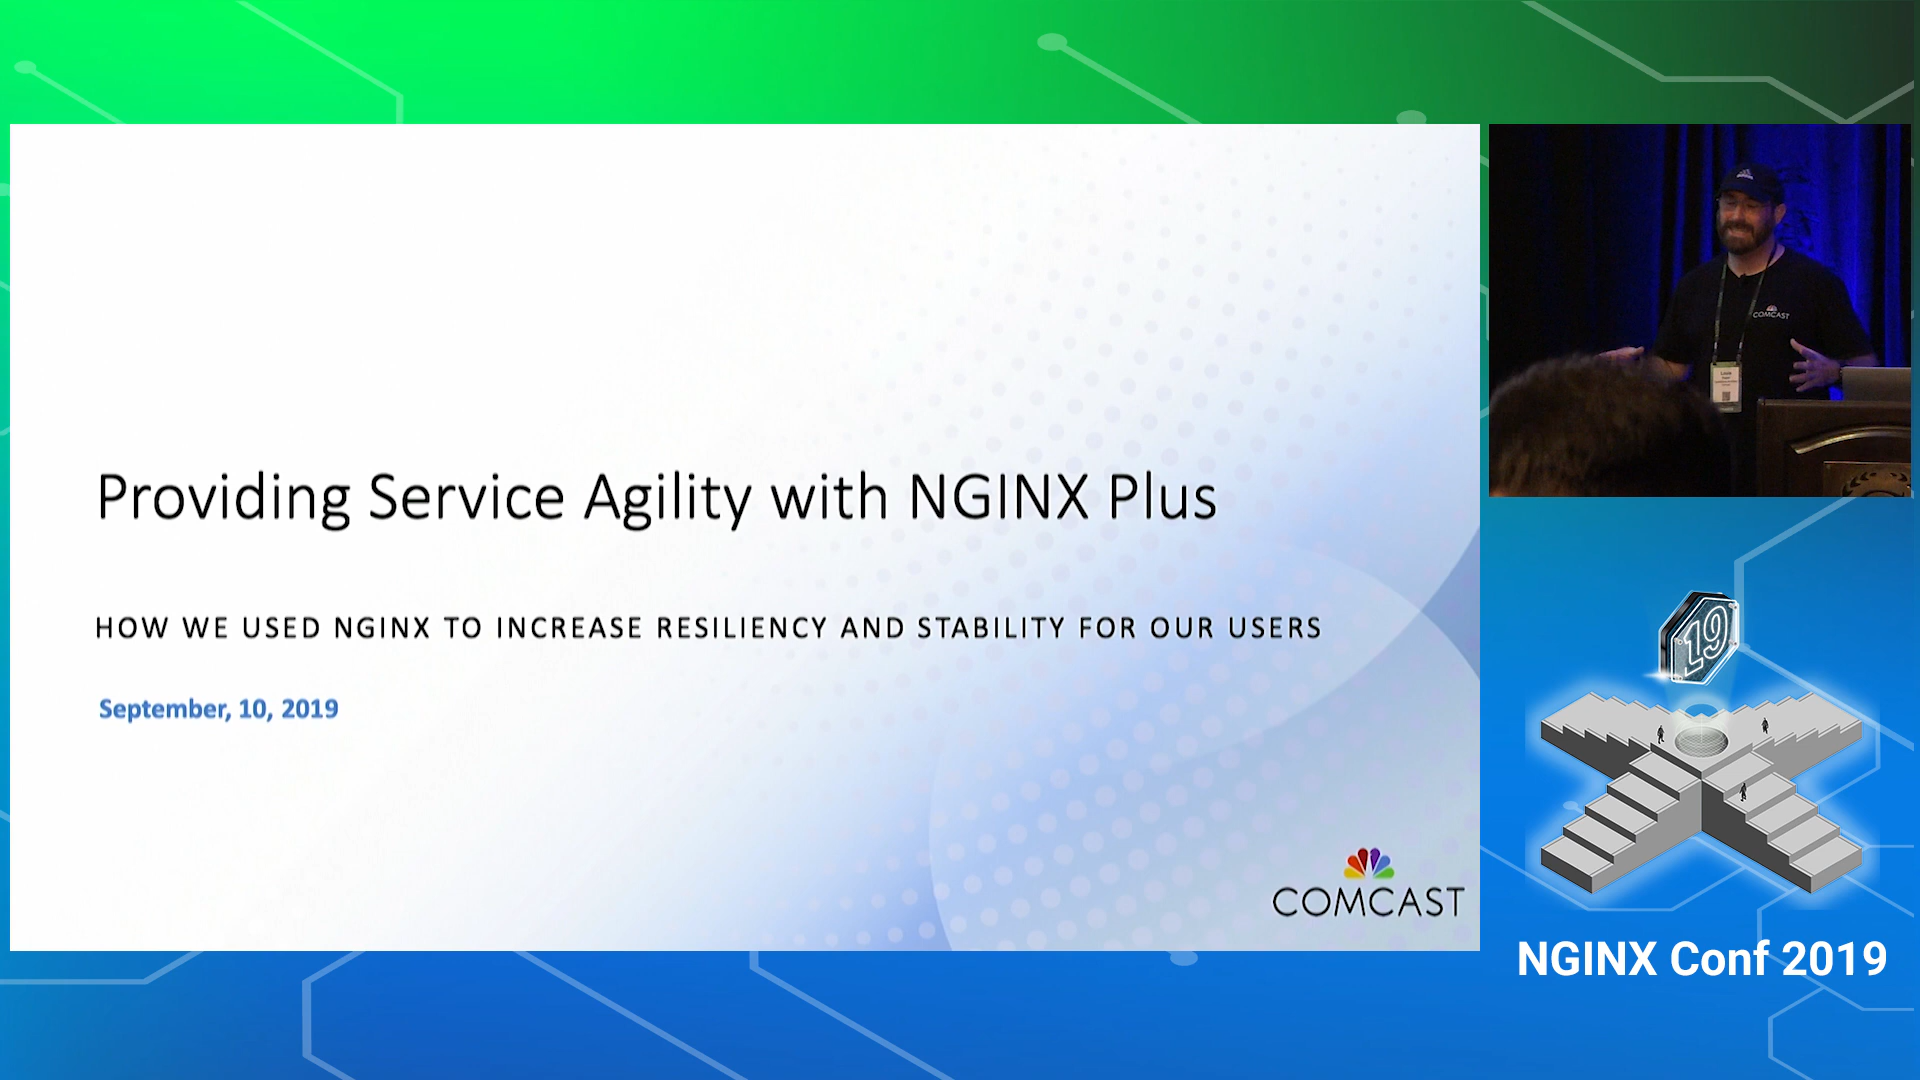 Providing Service Agility with NGINX Plus
HOW WE USED NGINX TO INCREASE RESILIENCY AND STABILITY FOR OUR USERS
September, 10, 2019
COMCAST
COMCAST
19
NGINX Conf 2019